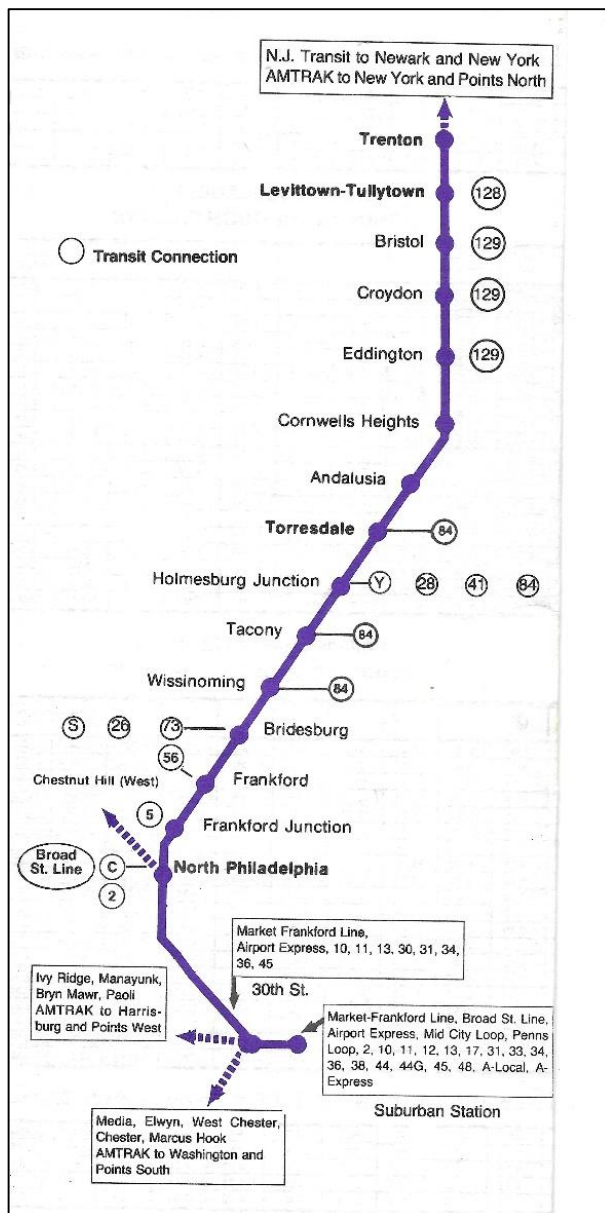 N.J. Transit to Newark and New York
AMTRAK to New York and Points North
Trenton
Levittown-Tullytown
128
Bristol
129
Transit Connection
Croydon
129
Eddington
129
Cornwells Heights
Andalusia
Torresdale
84
Holmesburg Junction
Y
28
41
84
Tacony
84
Wissinoming
84
S
26
73
Bridesburg
56
Chestnut Hill (West)
Frankford
5
Frankford Junction
Broad
St. Line
C
North Philadelphia
2
Market Frankford Line,
Airport Express, 10, 11, 13, 30, 31, 34,
36, 45
Ivy Ridge, Manayunk,
Bryn Mawr, Paoli
AMTRAK to Harris-
burg and Points West
30th St.
Market-Frankford Line, Broad St. Line,
Airport Express, Mid City Loop, Penns
Loop, 2, 10, 11, 12, 13, 17, 31, 33, 34,
36, 38, 44, 44G, 45, 48, A-Local, A-
Express
Suburban Station
Media, Elwyn, West Chester,
Chester, Marcus Hook
AMTRAK to Washington and
Points South